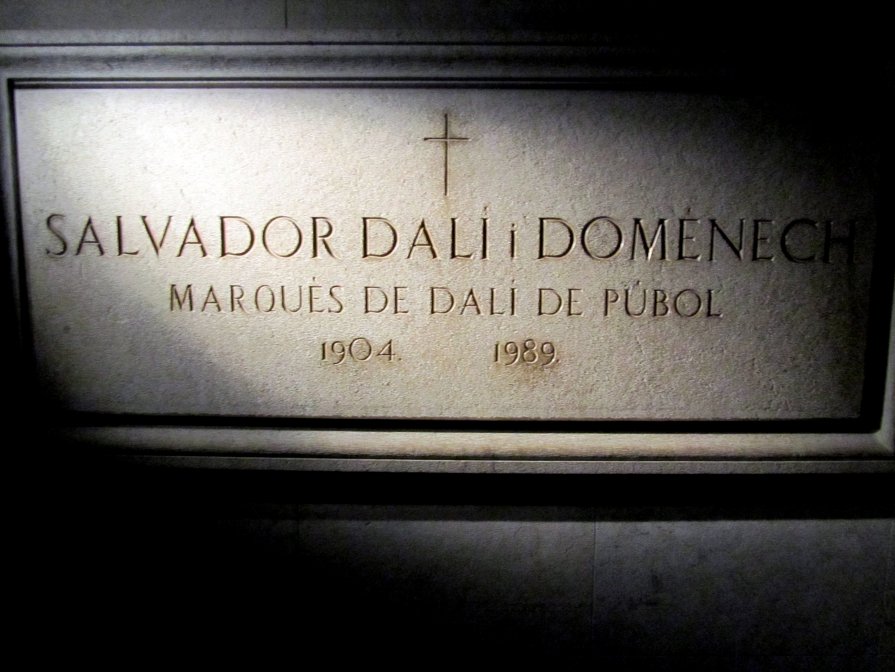 SALVADOR DALÍ i DOMÈNECH
MARQUÈS DE DALÍ DE PÚBOL
1904. 1989.